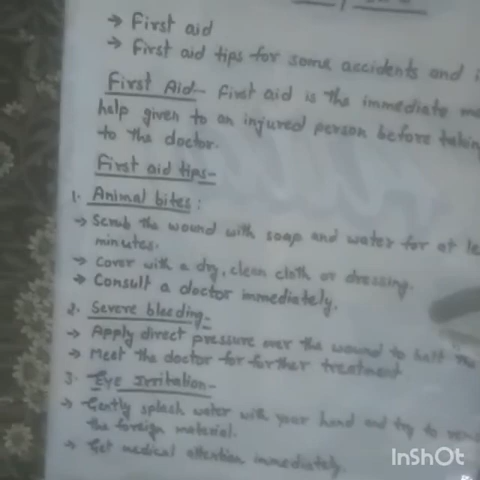 → First aid
→ First aid tips for some accidents and
First Aid- First aid is the immediate
help given to an injured person before taking
to the doctor.
First aid tips-
1. Animal bites:
→ Scrub the wound with soap and water for at
minutes.
→ Cover with a dry, clean cloth or dressing.
→ Consult a doctor immediately.
2. Severe bleeding-
→ Apply direct pressure over the wound to halt the
→ Meet the doctor for further treatment
3. Eye Irritation-
→ Gently splash water with your hand and try to
the foreign material.
→ Get medical attention immediately.
InShOt